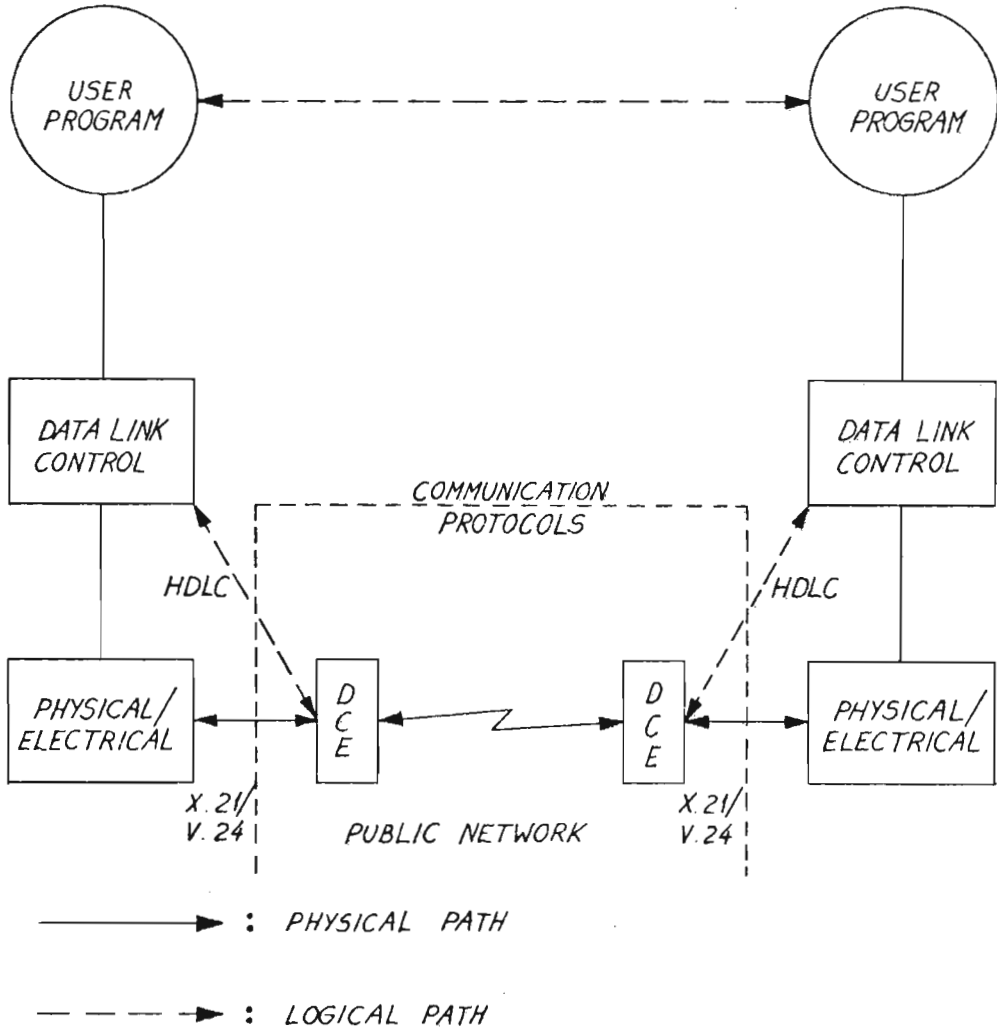 USER
PROGRAM
USER
PROGRAM
DATA LINK
CONTROL
DATA LINK
CONTROL
COMMUNICATION
PROTOCOLS
HDLC
HDLC
PHYSICAL/
ELECTRICAL
D
C
E
D
C
E
PHYSICAL/
ELECTRICAL
X.21/
V.24
PUBLIC NETWORK
X.21/
V.24
: PHYSICAL PATH
: LOGICAL PATH